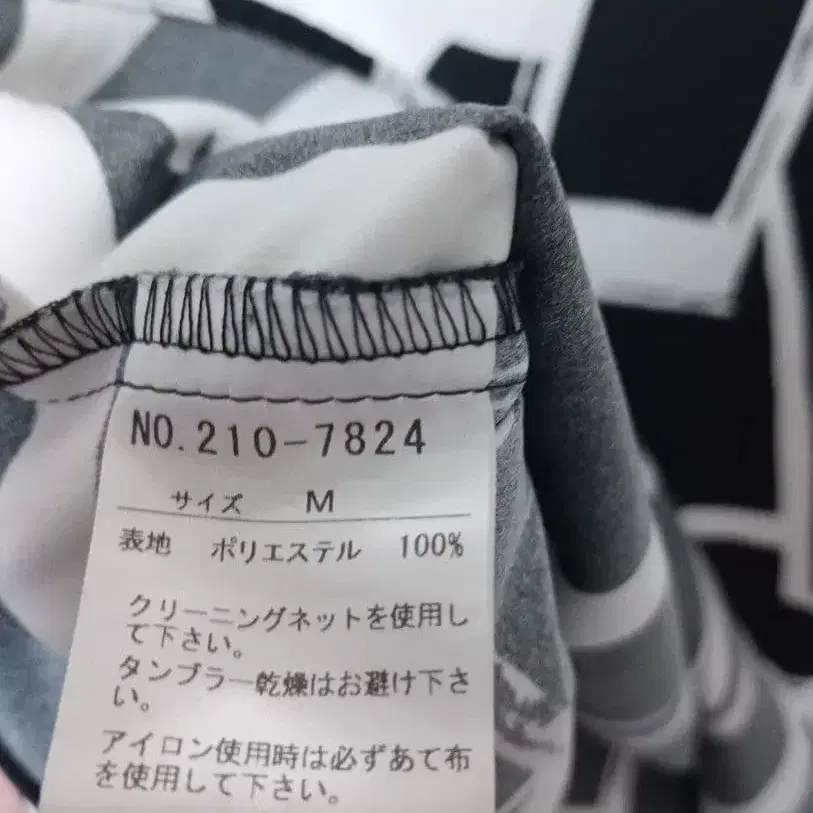 NO.210-7824
サイズ M
表地 ポリエステル 100%
クリーニングネットを使用し
て下さい。
タンブラー乾燥はお避け下さ
い。
アイロン使用時は必ずあて布
を使用して下さい。